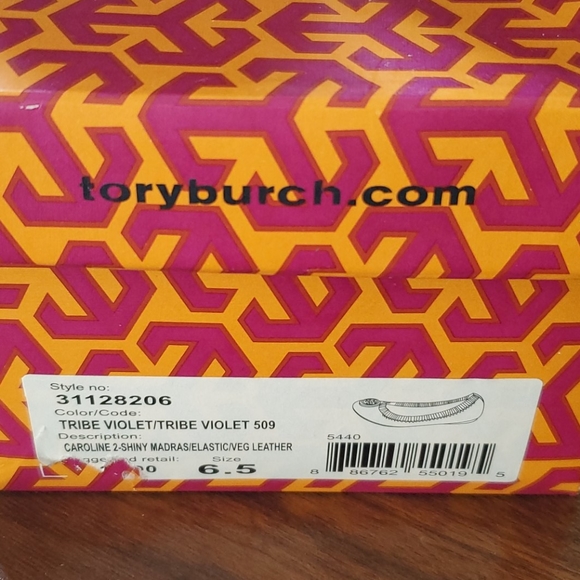 toryburch.com
Style no:
31128206
Color/Code:
TRIBE VIOLET/TRIBE VIOLET 509
Description:
CAROLINE 2-SHINY MADRAS/ELASTIC/VEG LEATHER
retail: Size
6.5
5440
8 86762 55019 5